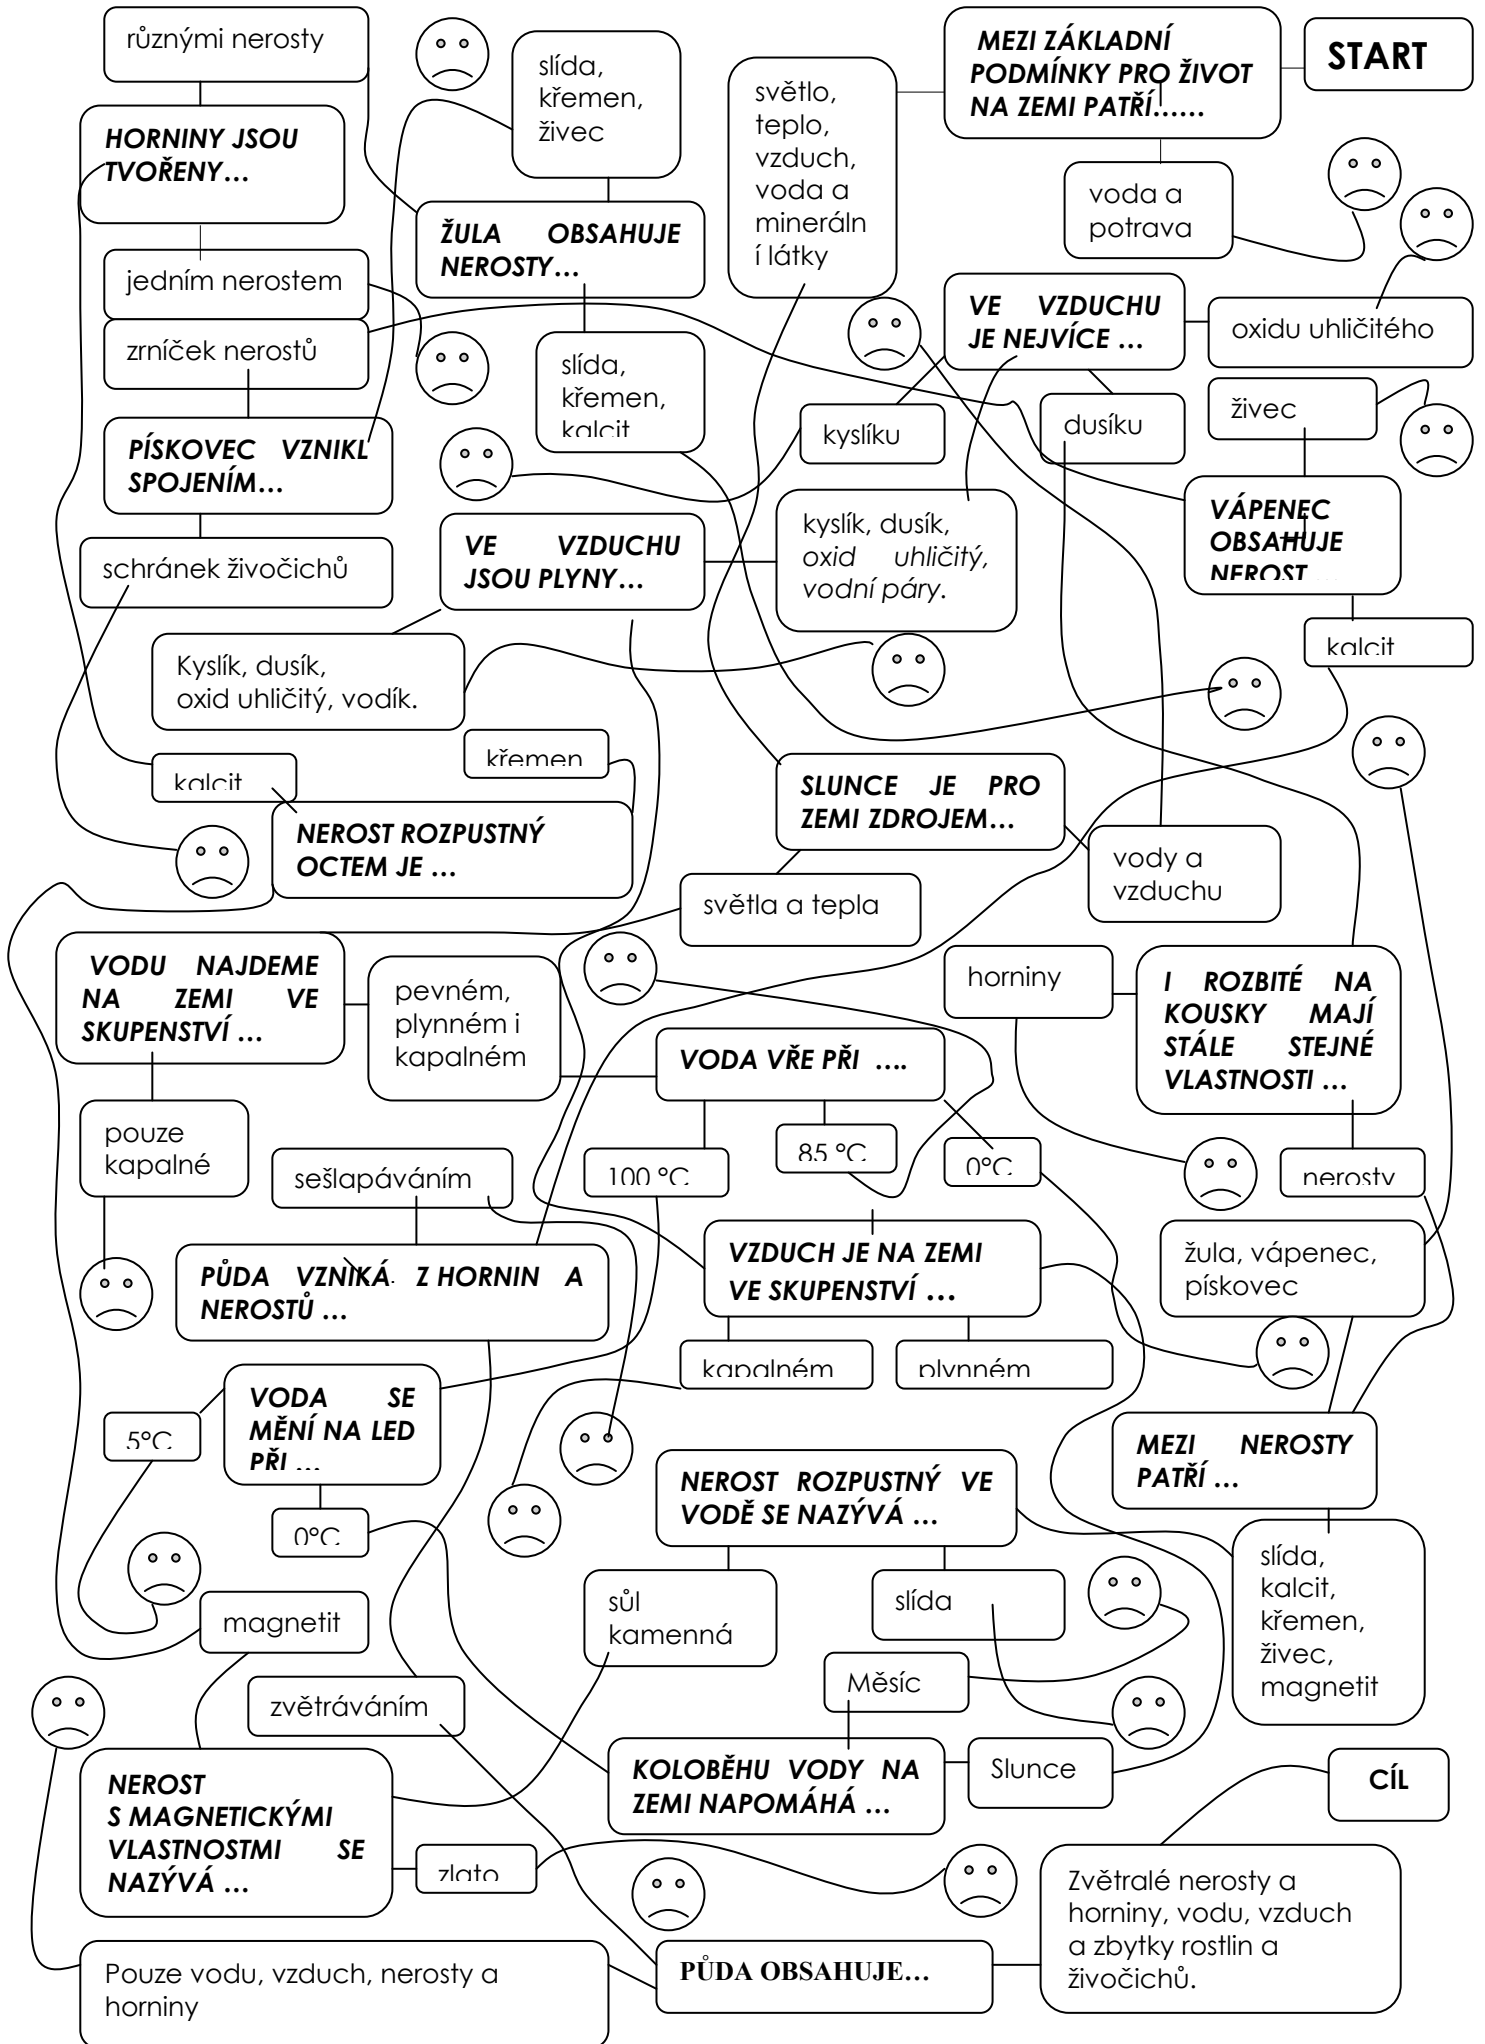 různými nerosty
slída,
křemen,
živec
MEZI ZÁKLADNÍ
PODMÍNKY PRO ŽIVOT
NA ZEMI PATŘÍ......
START
světlo,
teplo,
vzduch,
voda a
mineráln
í látky
HORNINY JSOU
TVOŘENY...
voda a
potrava
ŽULA OBSAHUJE
NEROSTY...
jedním nerostem
zrníček nerostů
VE VZDUCHU
JE NEJVÍCE ...
oxidu uhličitého
slída,
křemen,
kalcit
živec
kyslíku
dusíku
PÍSKOVEC VZNIKL
SPOJENÍM...
VÁPENEC
OBSAHUJE
NEROST ...
VE VZDUCHU
JSOU PLYNY...
kyslík, dusík,
oxid uhličitý,
vodní páry.
schránek živočichů
kalcit
Kyslík, dusík,
oxid uhličitý, vodík.
křemen
kalcit
SLUNCE JE PRO
ZEMI ZDROJEM...
NEROST ROZPUSTNÝ
OCTEM JE ...
vody a
vzduchu
světla a tepla
VODU NAJDEME
NA ZEMI VE
SKUPENSTVÍ ...
pevném,
plynném i
kapalném
horniny
I ROZBITÉ NA
KOUSKY MAJÍ
STÁLE STEJNÉ
VLASTNOSTI ...
VODA VŘE PŘI ....
pouze
kapalné
sešlapáváním
100 °C
85 °C
0°C
nerosty
PŮDA VZNIKÁ. Z HORNIN A
NEROSTŮ ...
VZDUCH JE NA ZEMI
VE SKUPENSTVÍ ...
žula, vápenec,
pískovec
kapalném
plynném
VODA SE
MĚNÍ NA LED
PŘI ...
5°C
MEZI NEROSTY
PATŘÍ ...
NEROST ROZPUSTNÝ VE
VODĚ SE NAZÝVÁ ...
0°C
slída,
kalcit,
křemen,
živec,
magnetit
sůl
kamenná
slída
magnetit
Měsíc
zvětráváním
NEROST
S MAGNETICKÝMI
VLASTNOSTMI SE
NAZÝVÁ ...
KOLOBĚHU VODY NA
ZEMI NAPOMÁHÁ ...
Slunce
CÍL
zlato
Zvětralé nerosty a
horniny, vodu, vzduch
a zbytky rostlin a
živočichů.
Pouze vodu, vzduch, nerosty a
horniny
PŮDA OBSAHUJE...